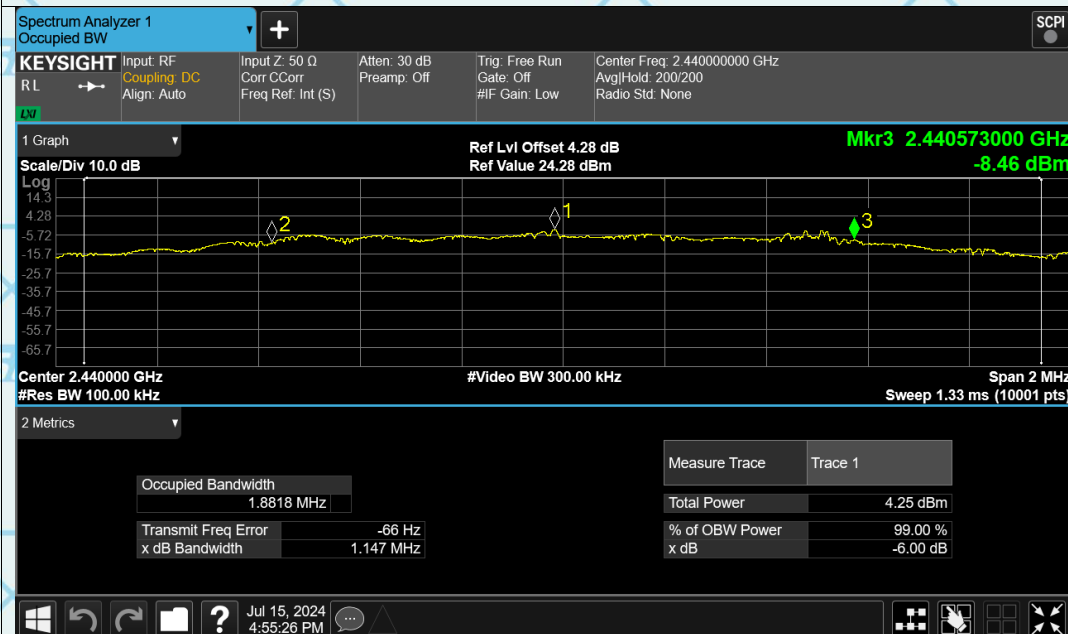 Spectrum Analyzer 1
Occupied BW
+
SCPI
KEYSIGHT
R L
LXI
Input: RF
Coupling: DC
Align: Auto
Input Z: 50 Ω
Corr CCorr
Freq Ref: Int (S)
Atten: 30 dB
Preamp: Off
Trig: Free Run
Gate: Off
#IF Gain: Low
Center Freq: 2.440000000 GHz
Avg|Hold: 200/200
Radio Std: None
1 Graph
Scale/Div 10.0 dB
Ref Lvl Offset 4.28 dB
Ref Value 24.28 dBm
Mkr3 2.440573000 GHz
-8.46 dBm
Log
14.3
4.28
-5.72
-15.7
-25.7
-35.7
-45.7
-55.7
-65.7
2
1
3
Center 2.440000 GHz
#Video BW 300.00 kHz
Span 2 MHz
#Res BW 100.00 kHz
Sweep 1.33 ms (10001 pts)
2 Metrics
Occupied Bandwidth
1.8818 MHz
Transmit Freq Error -66 Hz
x dB Bandwidth 1.147 MHz
Measure Trace Trace 1
Total Power 4.25 dBm
% of OBW Power 99.00 %
x dB -6.00 dB
?
Jul 15, 2024
4:55:26 PM